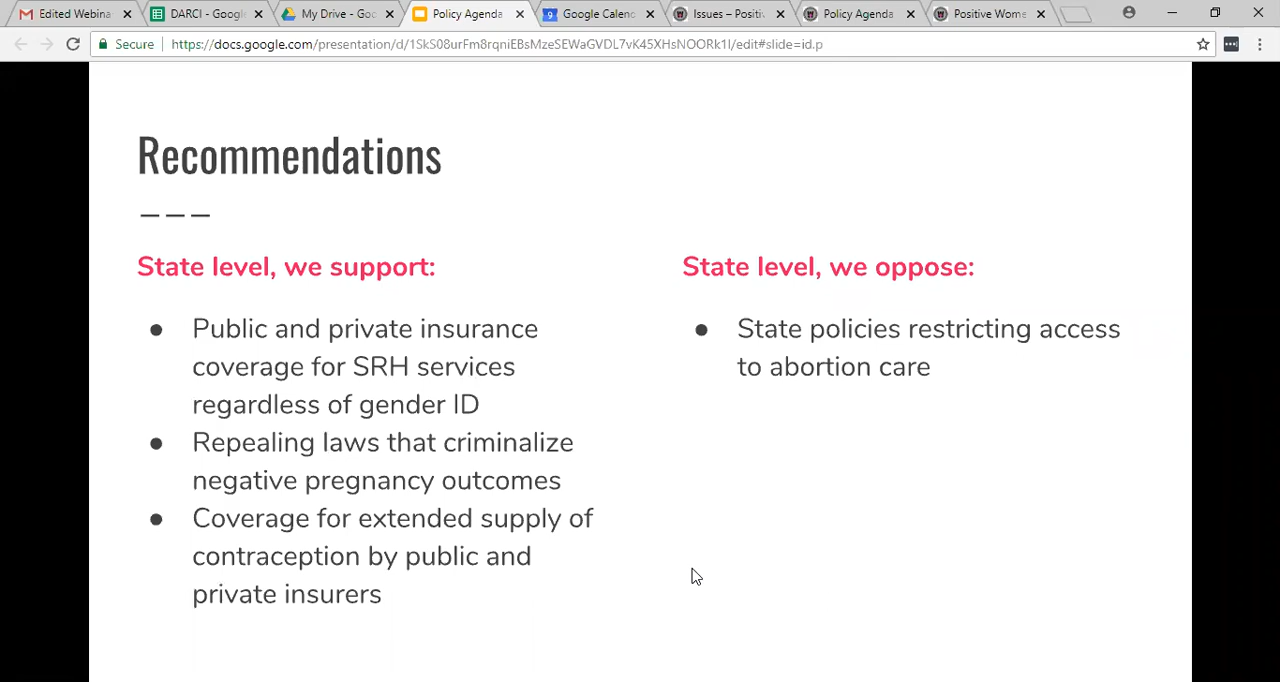 Edited Webina
DARCI - Google
My Drive - Goo
Policy Agenda
Google Calend
Issues – Positiv
Policy Agenda
Positive Wome
Secure
https://docs.google.com/presentation/d/1SkS08urFm8rqniEBsMzeSEWaGVDL7vK45XHsNOORk1I/edit#slide=id.p
Recommendations
State level, we support:
● Public and private insurance
coverage for SRH services
regardless of gender ID
● Repealing laws that criminalize
negative pregnancy outcomes
● Coverage for extended supply of
contraception by public and
private insurers
State level, we oppose:
● State policies restricting access
to abortion care